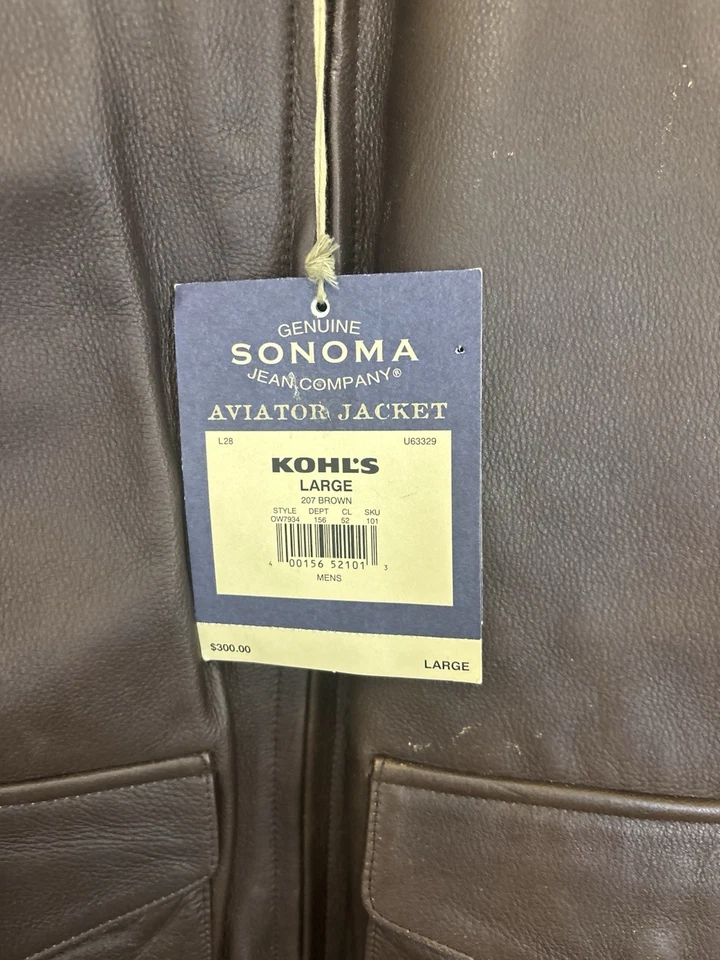 GENUINE
SONOMA
JEAN COMPANY®
AVIATOR JACKET
L28 U63329
KOHL'S
LARGE
207 BROWN
STYLE DEPT CL SKU
OW7934 156 52 101
4 00156 52101 3
MENS
$300.00
LARGE